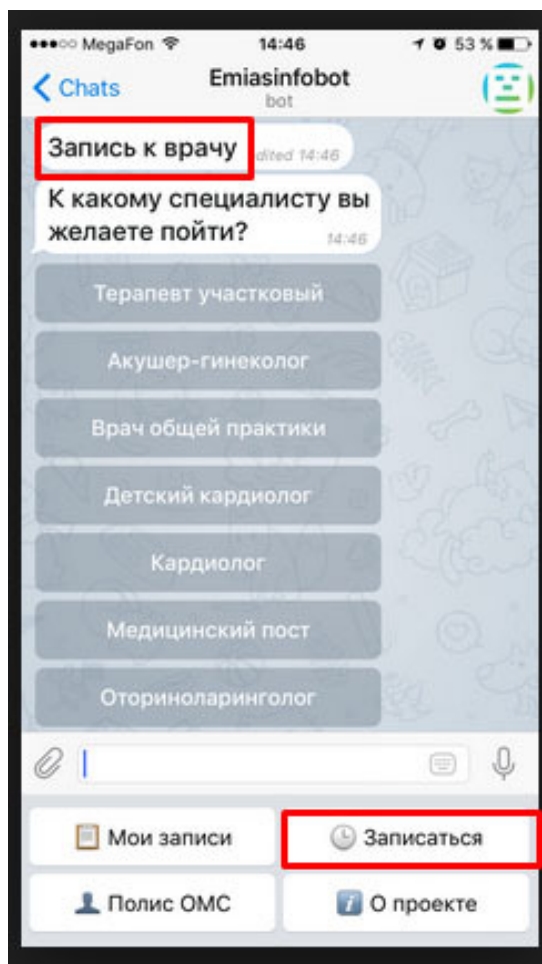 MegaFon 14:46 53 %
Chats Emiasinfobot
bot
Запись к врачу edited 14:46
К какому специалисту вы
желаете пойти? 14:46
Терапевт участковый
Акушер-гинеколог
Врач общей практики
Детский кардиолог
Кардиолог
Медицинский пост
Оториноларинголог
Мои записи Записаться
Полис ОМС О проекте